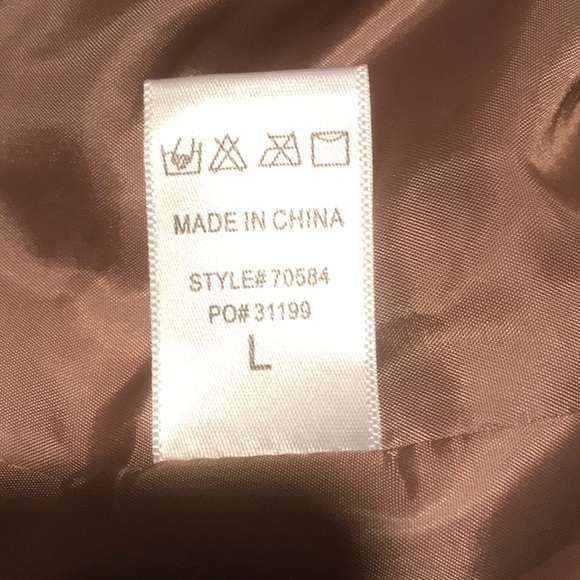 MADE IN CHINA
STYLE# 70584
PO# 31199
L